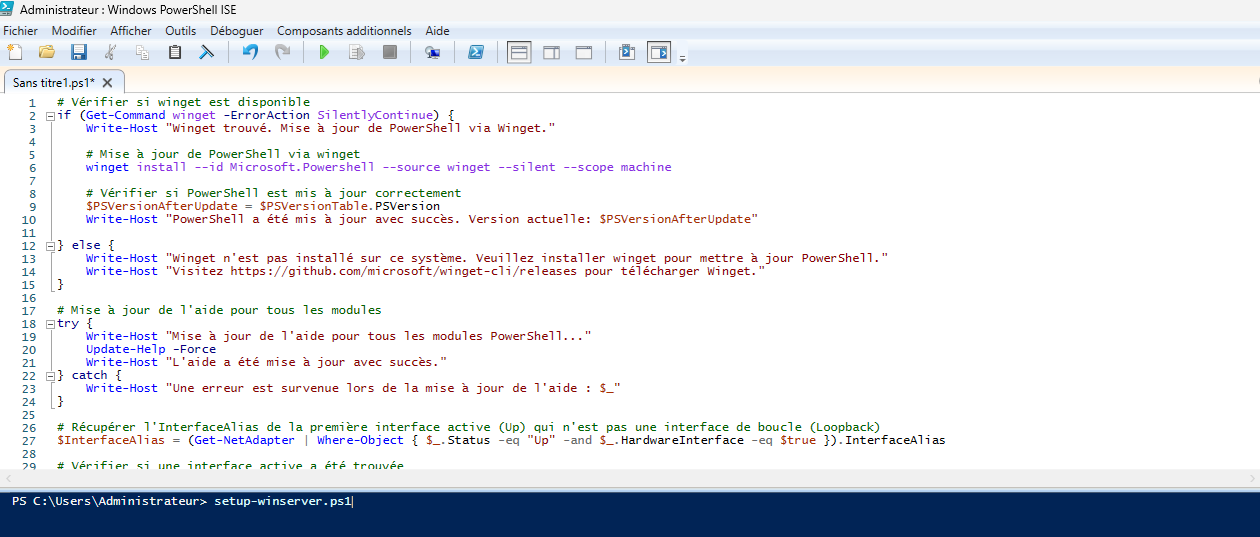 Administrateur : Windows PowerShell ISE
Fichier Modifier Afficher Outils Déboguer Composants additionnels Aide
Sans titre1.ps1*
1 # Vérifier si winget est disponible
2 if (Get-Command winget -ErrorAction SilentlyContinue) {
3 Write-Host "Winget trouvé. Mise à jour de PowerShell via Winget."
4
5 # Mise à jour de PowerShell via winget
6 winget install --id Microsoft.Powershell --source winget --silent --scope machine
7
8 # Vérifier si PowerShell est mis à jour correctement
9 $PSVersionAfterUpdate = $PSVersionTable.PSVersion
10 Write-Host "PowerShell a été mis à jour avec succès. Version actuelle: $PSVersionAfterUpdate"
11
12 } else {
13 Write-Host "Winget n'est pas installé sur ce système. Veuillez installer winget pour mettre à jour PowerShell."
14 Write-Host "Visitez https://github.com/microsoft/winget-cli/releases pour télécharger Winget."
15 }
16
17 # Mise à jour de l'aide pour tous les modules
18 try {
19 Write-Host "Mise à jour de l'aide pour tous les modules PowerShell..."
20 Update-Help -Force
21 Write-Host "L'aide a été mise à jour avec succès."
22 } catch {
23 Write-Host "Une erreur est survenue lors de la mise à jour de l'aide : $_"
24 }
25
26 # Récupérer l'InterfaceAlias de la première interface active (Up) qui n'est pas une interface de boucle (Loopback)
27 $InterfaceAlias = (Get-NetAdapter | Where-Object { $_.Status -eq "Up" -and $_.HardwareInterface -eq $true }).InterfaceAlias
28
29 # Vérifier si une interface active a été trouvée
PS C:\Users\Administrateur> setup-winserver.ps1